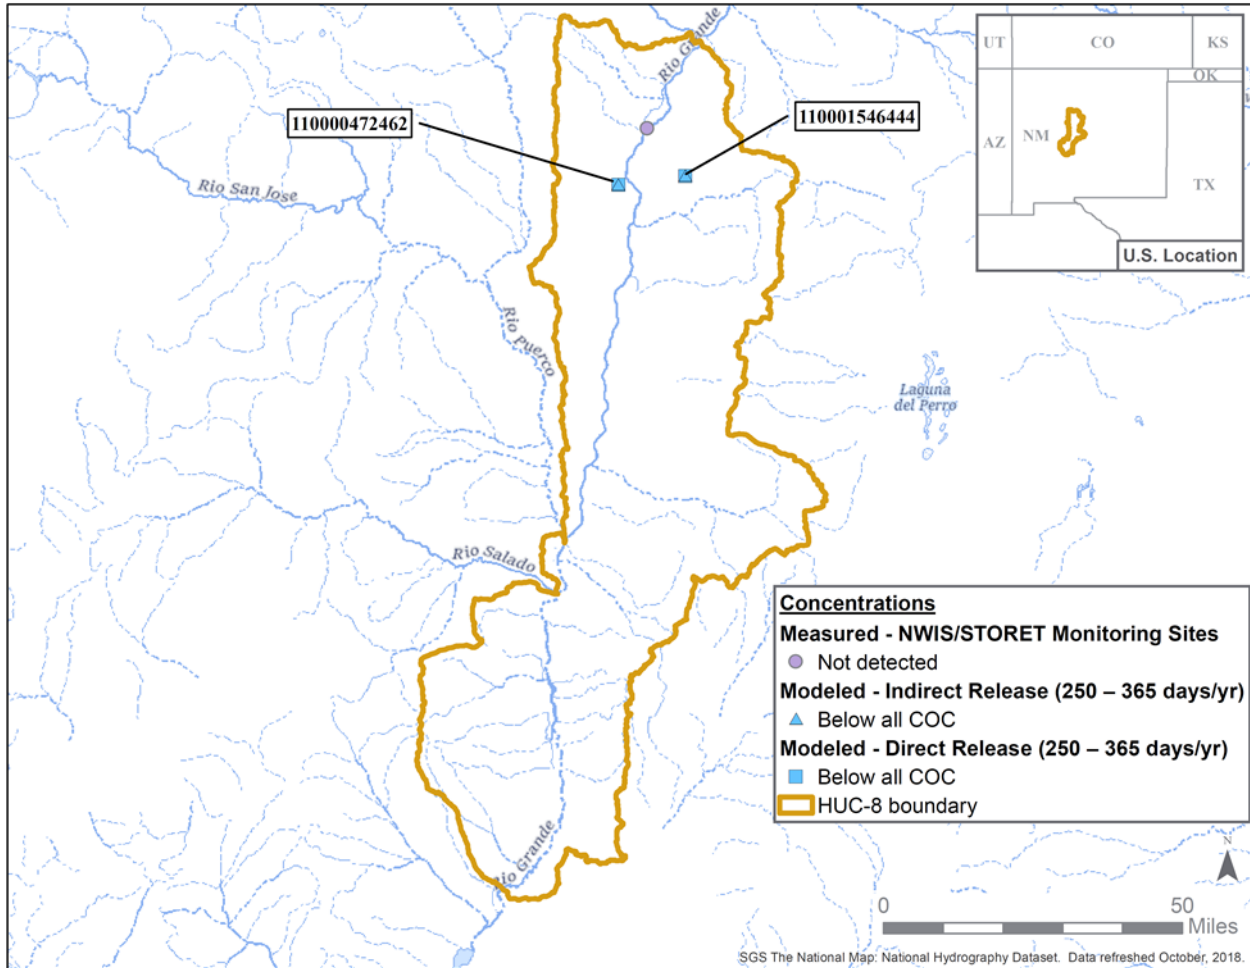 Rio Grande
UT
CO
KS
OK
AZ
NM
TX
U.S. Location
110000472462
110001546444
Rio San Jose
Rio Puerco
Laguna
del Perro
Rio Salado
Rio Grande
Concentrations
Measured - NWIS/STORET Monitoring Sites
Not detected
Modeled - Indirect Release (250 – 365 days/yr)
Below all COC
Modeled - Direct Release (250 – 365 days/yr)
Below all COC
HUC-8 boundary
N
0 50
Miles
SGS The National Map: National Hydrography Dataset. Data refreshed October, 2018.